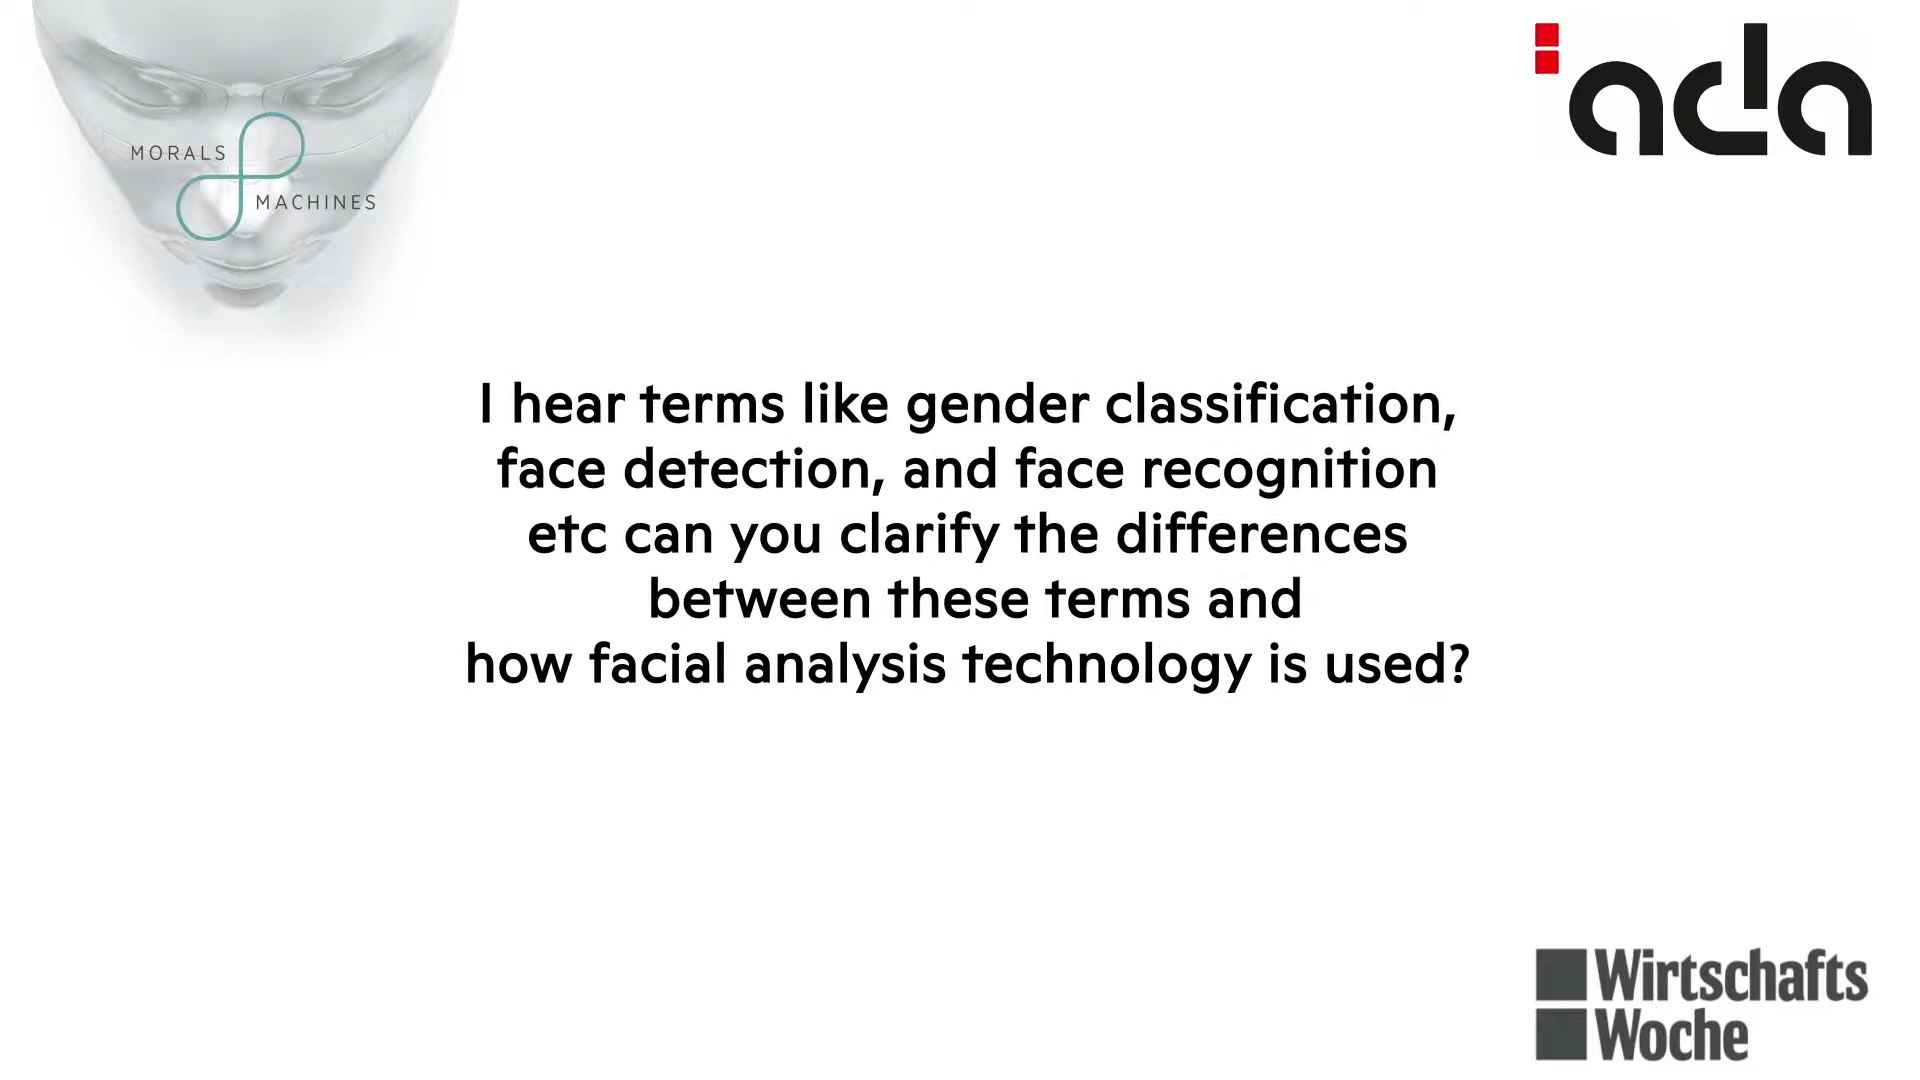 MORALS
MACHINES
ada
I hear terms like gender classification,
face detection, and face recognition
etc can you clarify the differences
between these terms and
how facial analysis technology is used?
Wirtschafts
Woche